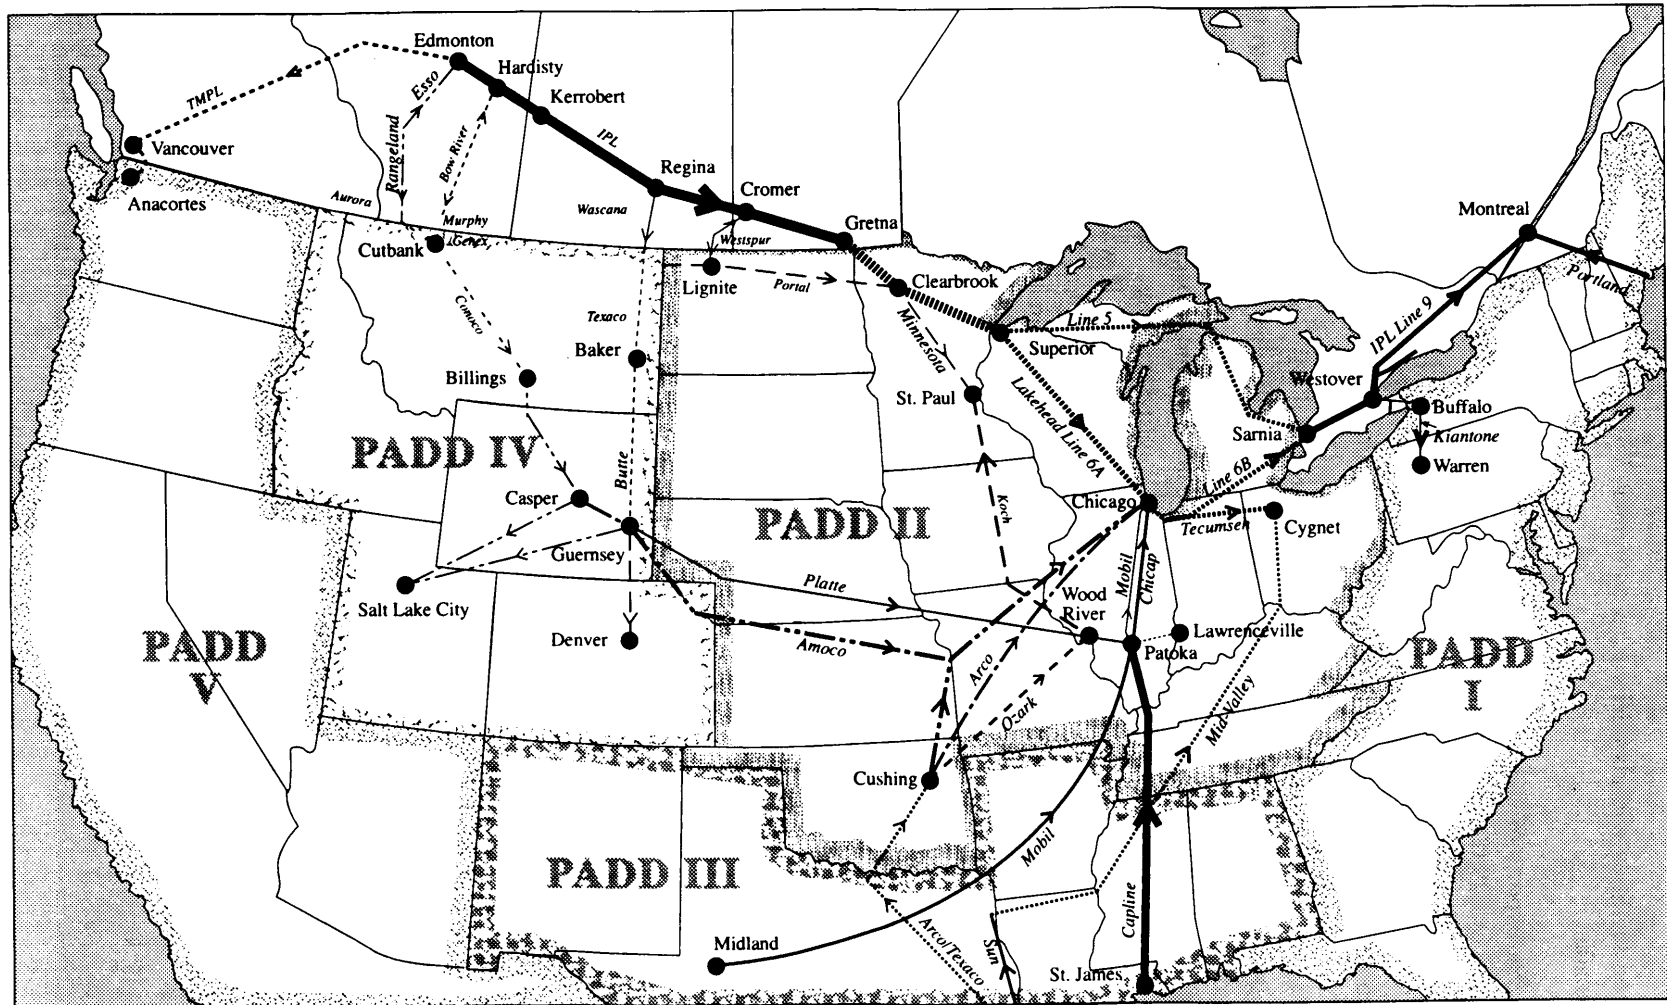 Edmonton
Hardisty
Kerrobert
Esso
TMPL
IPL
Rangeland
Bow River
Vancouver
Anacortes
Aurora
Regina
Cromer
Wascana
Gretna
Montreal
Murphy
Cenex
Cutbank
Westspur
Lignite
Portal
Clearbrook
Portland
Texaco
Minnesota
Line 5
Superior
IPL Line 9
Baker
Billings
St. Paul
Lakehead Line 6A
Westover
Buffalo
Sarnia
Kiantone
Warren
PADD IV
Butte
Casper
Koch
Chicago
Line 6B
PADD II
Tecumseh
Cygnet
Guernsey
Salt Lake City
Platte
Mobil
Chicap
Wood
River
Denver
Lawrenceville
Patoka
PADD
V
Amoco
Arco
PADD
I
Ozark
Mid-Valley
Cushing
PADD III
Mobil
Capline
Midland
Arco/Texaco
Sun
St. James